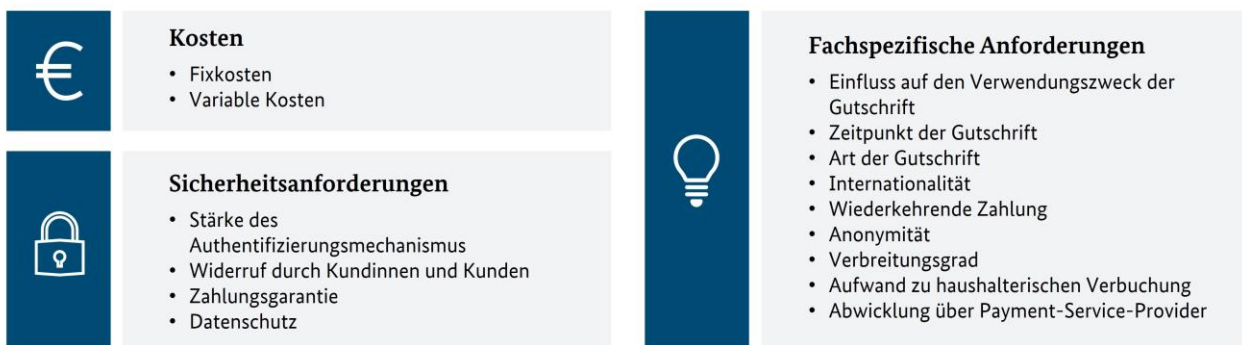 €
Kosten
• Fixkosten
• Variable Kosten
Sicherheitsanforderungen
• Stärke des
Authentifizierungsmechanismus
• Widerruf durch Kundinnen und Kunden
• Zahlungsgarantie
• Datenschutz
Fachspezifische Anforderungen
• Einfluss auf den Verwendungszweck der
Gutschrift
• Zeitpunkt der Gutschrift
• Art der Gutschrift
• Internationalität
• Wiederkehrende Zahlung
• Anonymität
• Verbreitungsgrad
• Aufwand zu haushalterischen Verbuchung
• Abwicklung über Payment-Service-Provider